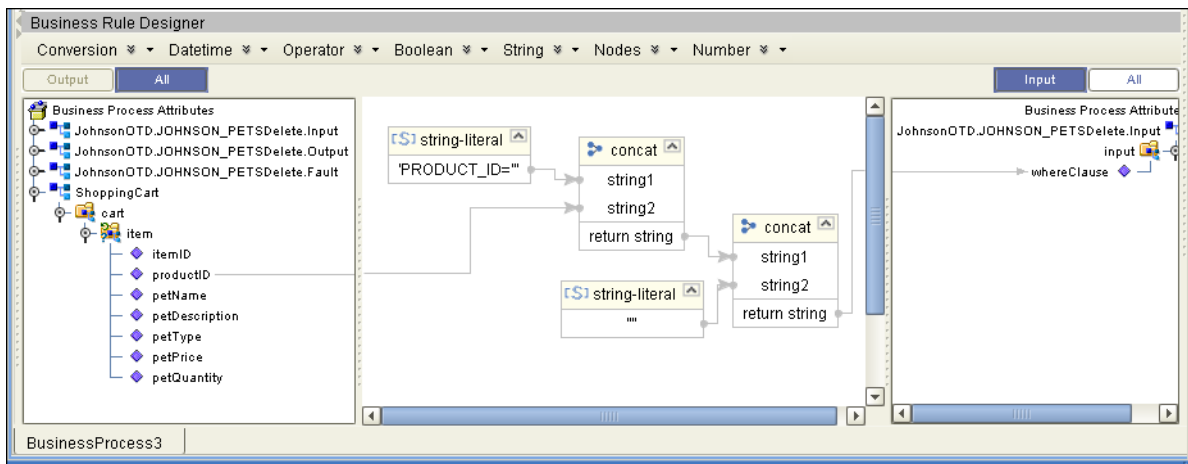 Business Rule Designer
Conversion Datetime Operator Boolean String Nodes Number
Output All Input All
Business Process Attributes
JohnsonOTD.JOHNSON_PETSDelete.Input
JohnsonOTD.JOHNSON_PETSDelete.Output
JohnsonOTD.JOHNSON_PETSDelete.Fault
ShoppingCart
cart
item
itemID
productID
petName
petDescription
petType
petPrice
petQuantity
[S] string-literal
'PRODUCT_ID='"
concat
string1
string2
return string
[S] string-literal
""
concat
string1
string2
return string
Business Process Attribute
JohnsonOTD.JOHNSON_PETSDelete.Input
input
whereClause
BusinessProcess3